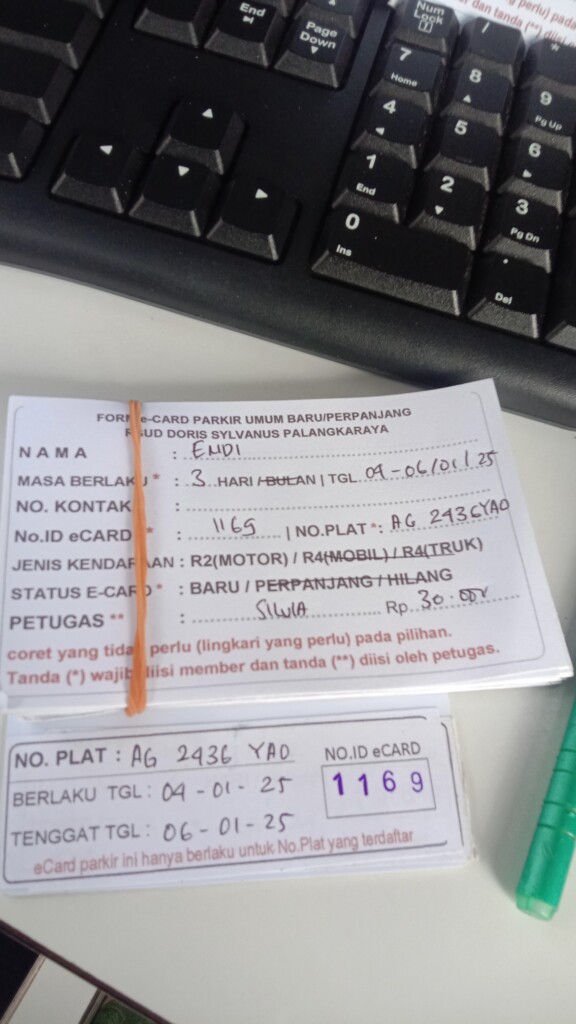 perlu) pada
dan tanda (**) diisi
End
Page
Down
Num
Lock
/
*
7
Home
8
9
Pg Up
4
5
6
1
End
2
3
Pg Dn
0
Ins
.
Del
FORM e-CARD PARKIR UMUM BARU/PERPANJANG
RSUD DORIS SYLVANUS PALANGKARAYA
NAMA : ENDI
MASA BERLAKU * : 3 HARI /BULAN | TGL 04-06/01/25
NO. KONTAK :
No.ID eCARD * : 1169 | NO.PLAT *: AG 2436 YAO
JENIS KENDARAAN : R2(MOTOR) / R4(MOBIL) / R4(TRUK)
STATUS E-CARD * : BARU / PERPANJANG / HILANG
PETUGAS ** : SILVIA Rp. 30.000
coret yang tidak perlu (lingkari yang perlu) pada pilihan.
Tanda (*) wajib diisi member dan tanda (**) diisi oleh petugas.
NO. PLAT : AG 2436 YAO NO.ID eCARD
BERLAKU TGL : 04-01-25 1169
TENGGAT TGL : 06-01-25
eCard parkir ini hanya berlaku untuk No.Plat yang terdaftar